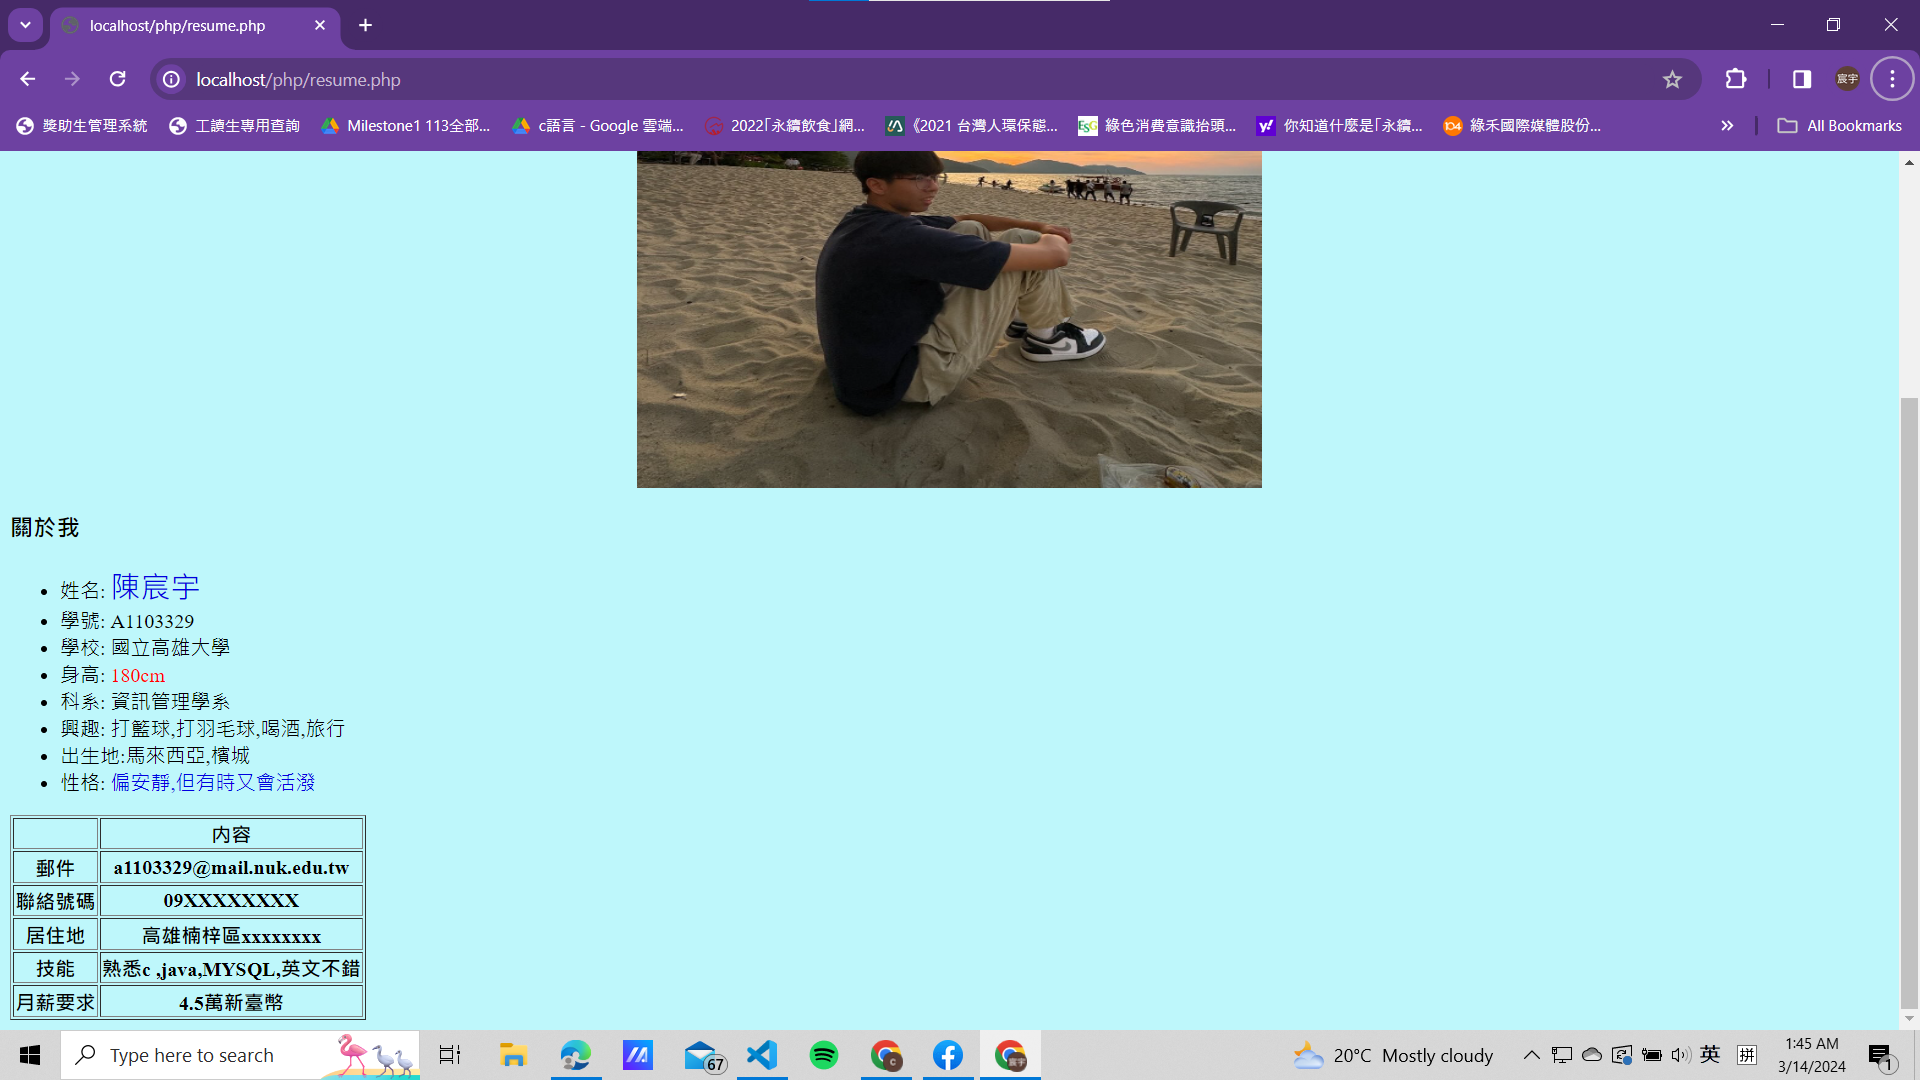 localhost/php/resume.php
localhost/php/resume.php
宸宇
獎助生管理系統
工讀生專用查詢
Milestone1 113全部...
c語言 - Google 雲端...
2022「永續飲食」網...
《2021 台灣人環保態...
ESG 綠色消費意識抬頭...
y! 你知道什麼是「永續...
104 綠禾國際媒體股份...
All Bookmarks
關於我
姓名: 陳宸宇
學號: A1103329
學校: 國立高雄大學
身高: 180cm
科系: 資訊管理學系
興趣: 打籃球,打羽毛球,喝酒,旅行
出生地:馬來西亞,檳城
性格: 偏安靜,但有時又會活潑
內容
郵件 a1103329@mail.nuk.edu.tw
聯絡號碼 09XXXXXXXX
居住地 高雄楠梓區xxxxxxxx
技能 熟悉c ,java,MYSQL,英文不錯
月薪要求 4.5萬新臺幣
Type here to search
67
C
宸宇
20°C Mostly cloudy
英
拼
1:45 AM
3/14/2024
1